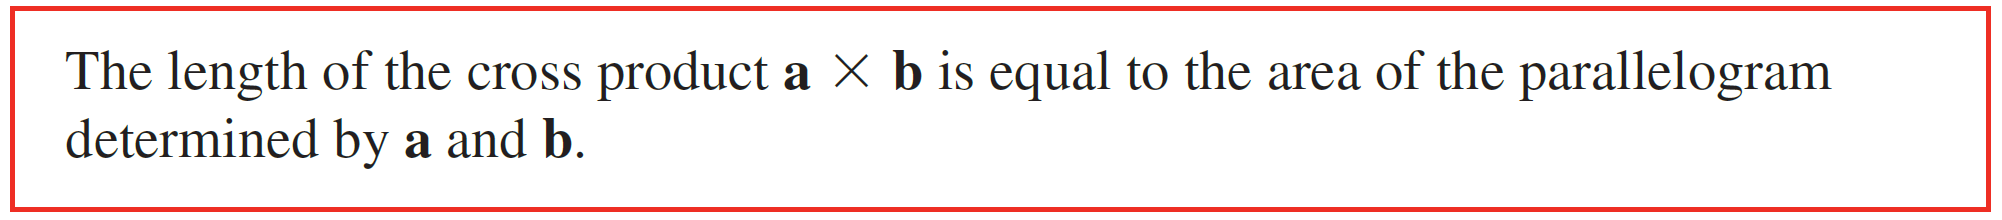 The length of the cross product a × b is equal to the area of the parallelogram
determined by a and b.